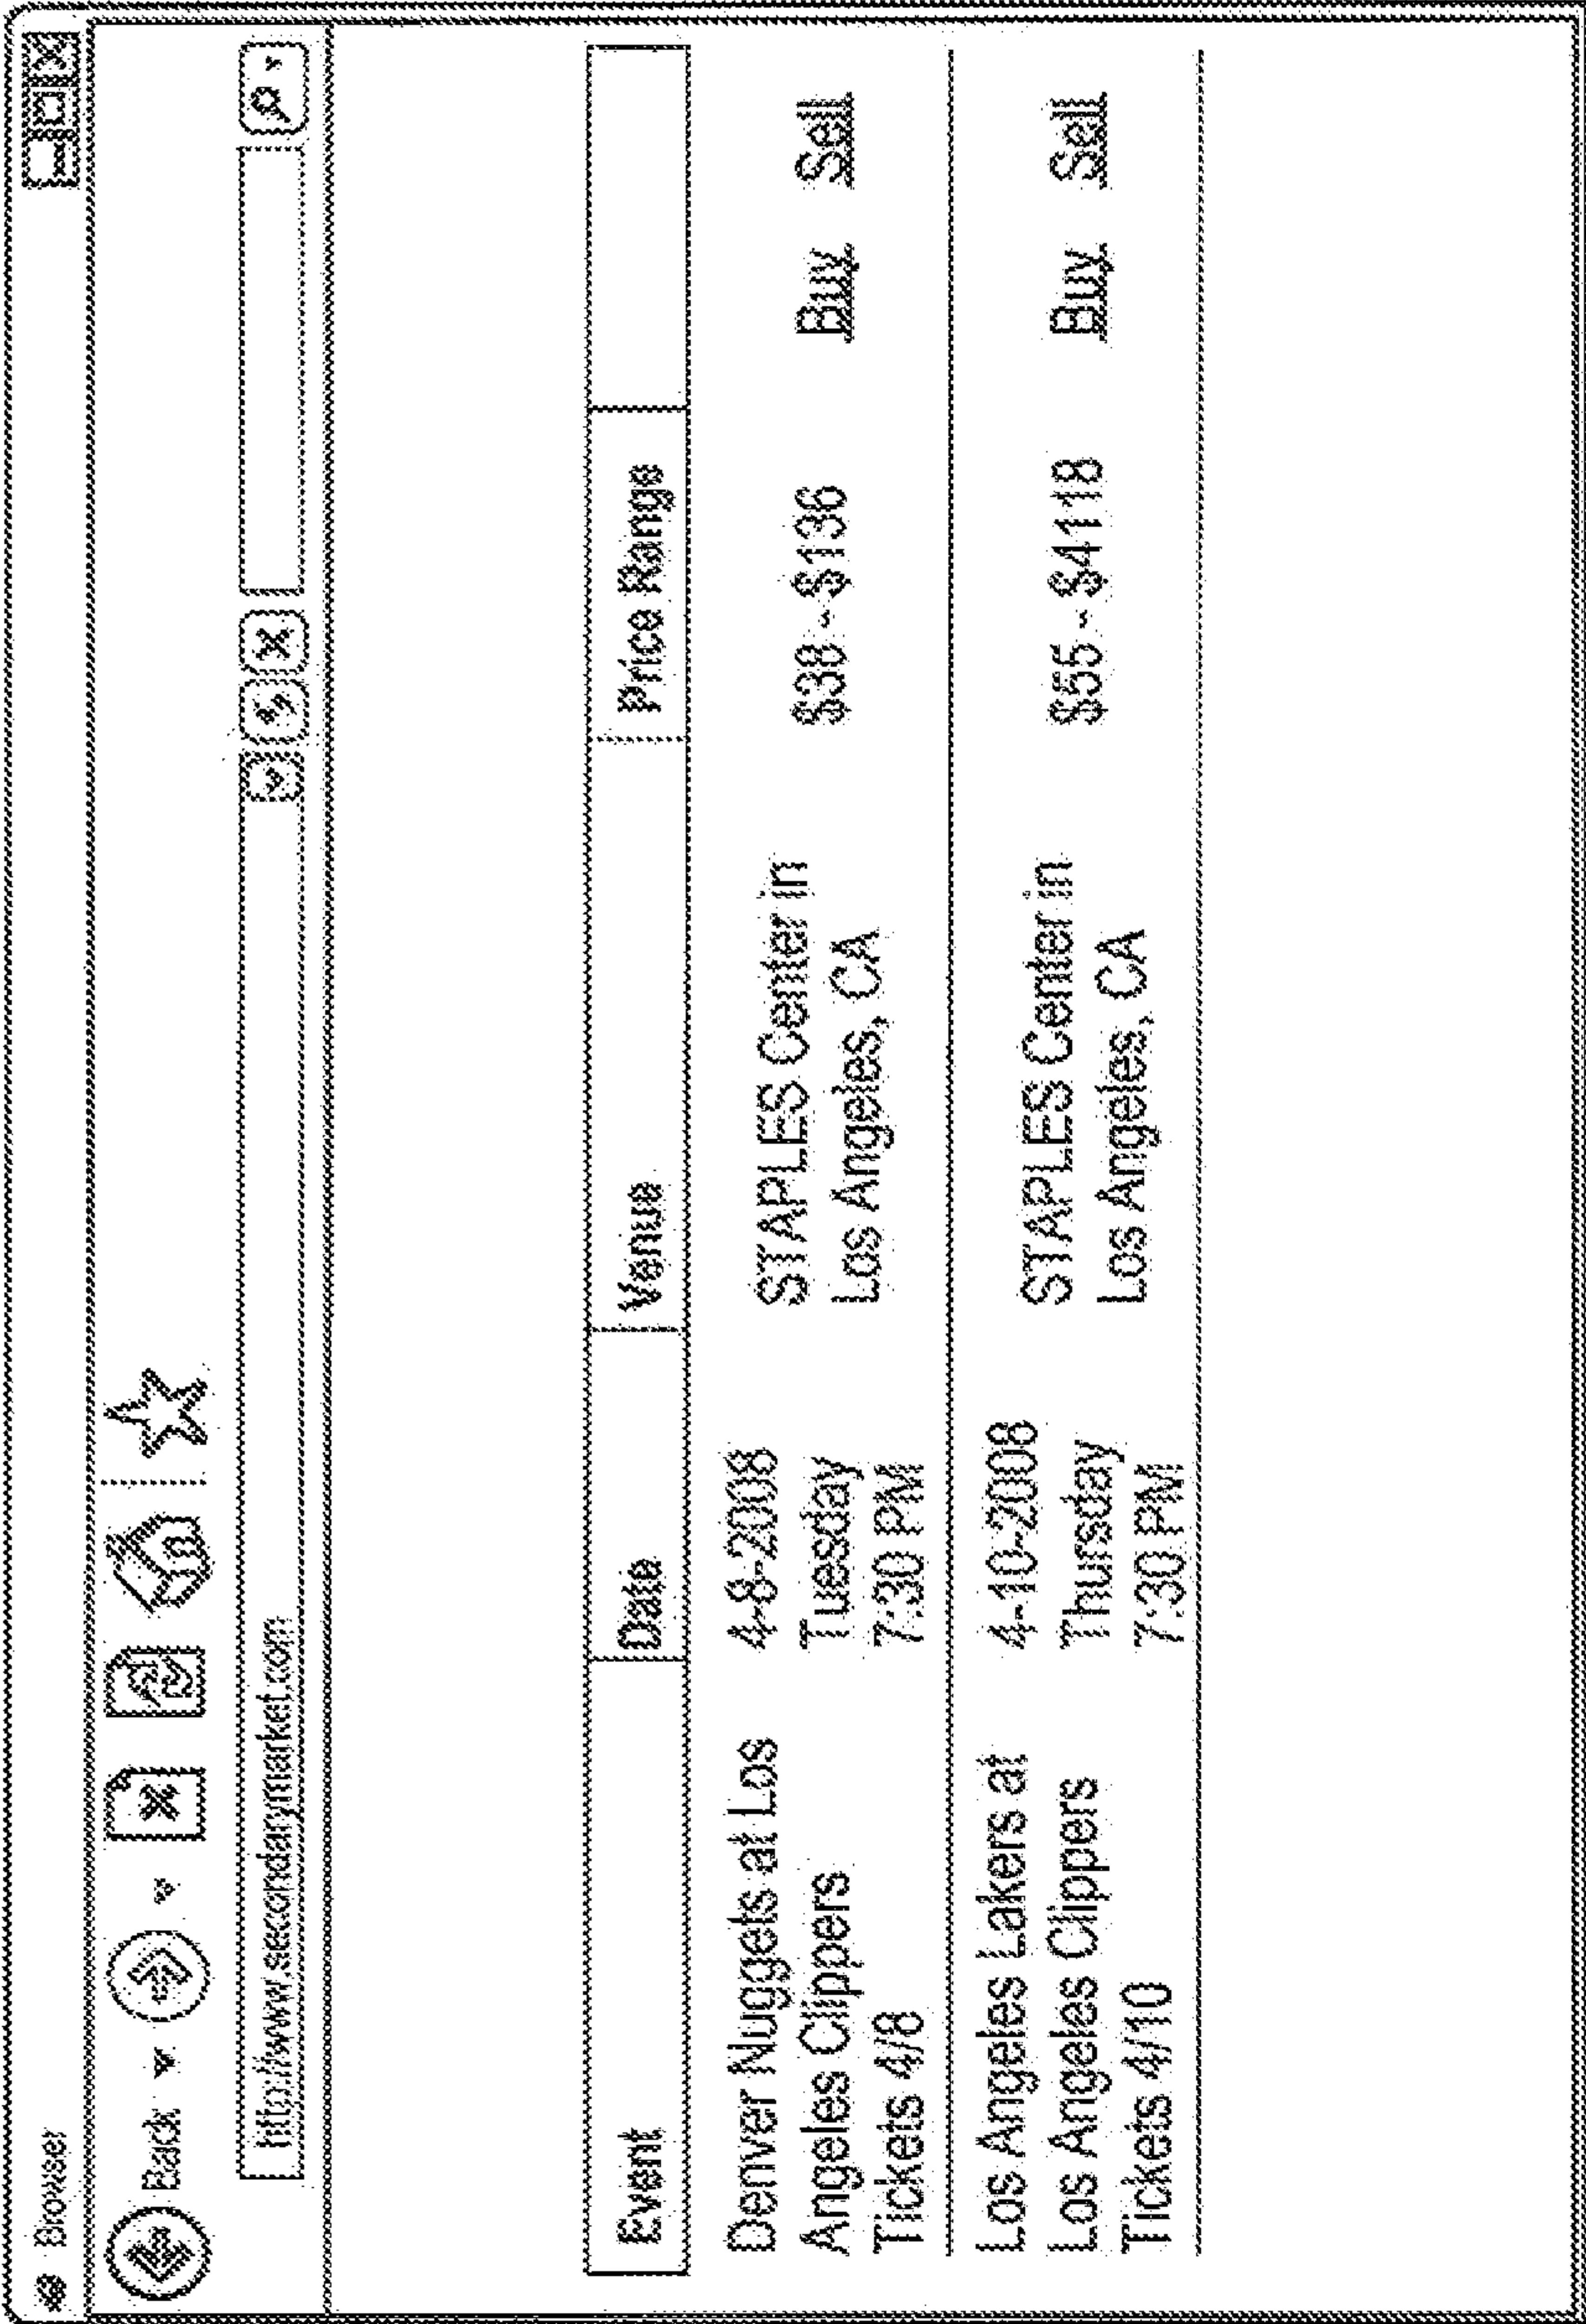 Browser
Back
http://www.secondarymarket.com
Event Date Venue Price Range
Denver Nuggets at Los
Angeles Clippers
Tickets 4/8
4-8-2008
Tuesday
7:30 PM
STAPLES Center in
Los Angeles, CA
$38 - $136
Buy Sell
Los Angeles Lakers at
Los Angeles Clippers
Tickets 4/10
4-10-2008
Thursday
7:30 PM
STAPLES Center in
Los Angeles, CA
$55 - $4118
Buy Sell